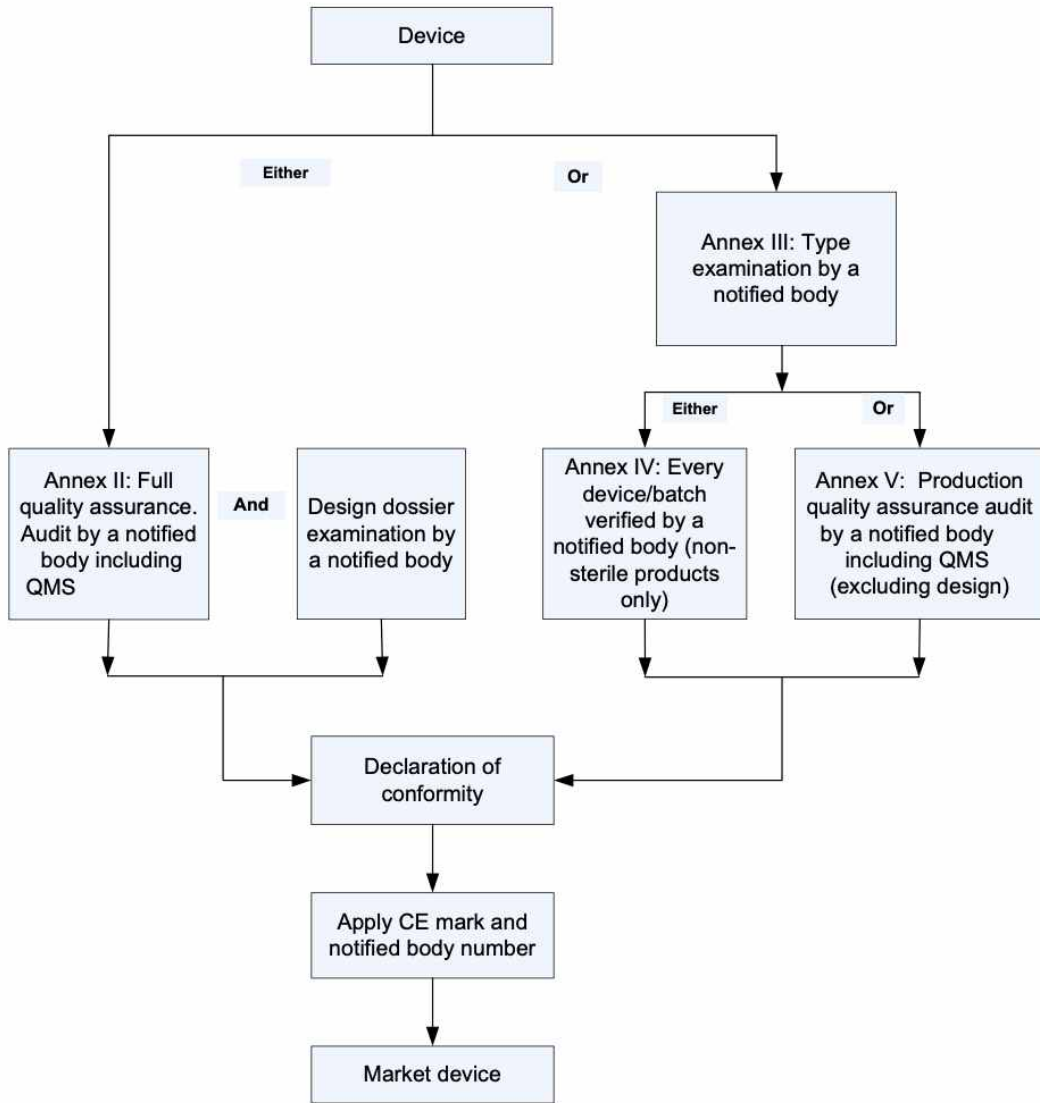 Device
Either
Or
Annex III: Type
examination by a
notified body
Either
Or
Annex II: Full
quality assurance.
Audit by a notified
body including
QMS
And
Design dossier
examination by
a notified body
Annex IV: Every
device/batch
verified by a
notified body (non-
sterile products
only)
Annex V:  Production
quality assurance audit
by a notified body
including QMS
(excluding design)
Declaration of
conformity
Apply CE mark and
notified body number
Market device